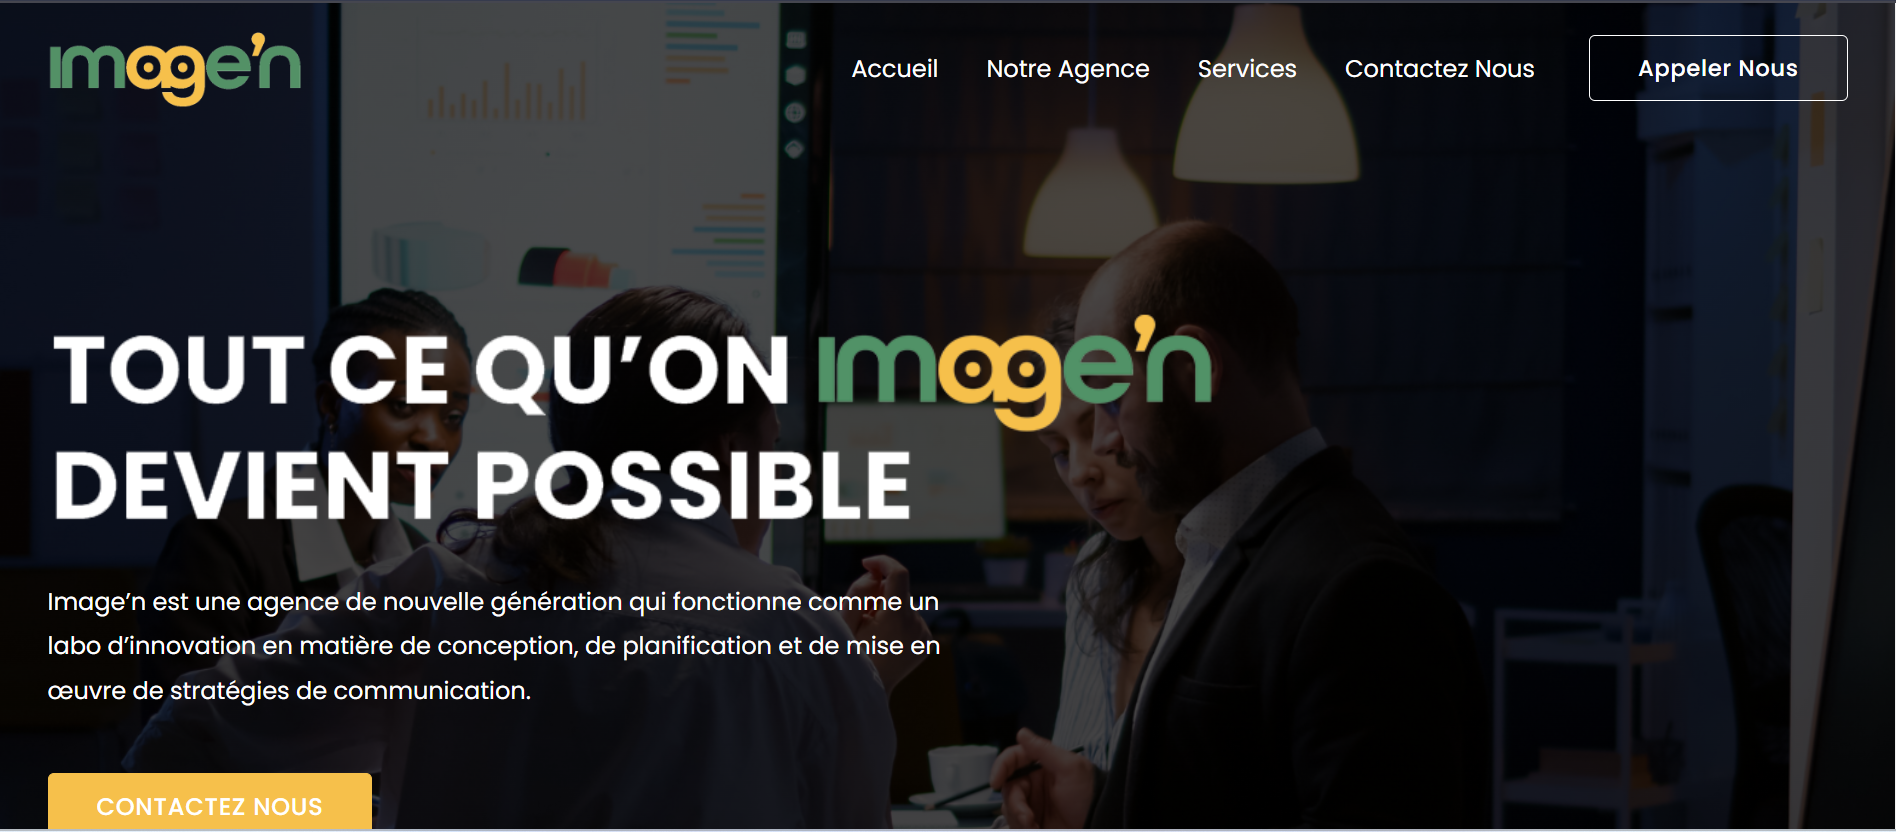 image'n
Accueil Notre Agence Services Contactez Nous Appeler Nous
TOUT CE QU'ON image'n
DEVIENT POSSIBLE
Image’n est une agence de nouvelle génération qui fonctionne comme un
labo d’innovation en matière de conception, de planification et de mise en
œuvre de stratégies de communication.
CONTACTEZ NOUS